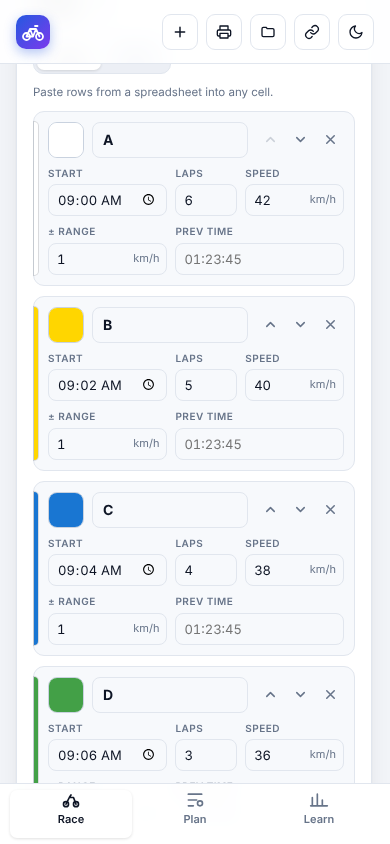 Paste rows from a spreadsheet into any cell.
A
START LAPS SPEED
09:00 AM 6 42 km/h
± RANGE PREV TIME
1 km/h 01:23:45
B
START LAPS SPEED
09:02 AM 5 40 km/h
± RANGE PREV TIME
1 km/h 01:23:45
C
START LAPS SPEED
09:04 AM 4 38 km/h
± RANGE PREV TIME
1 km/h 01:23:45
D
START LAPS SPEED
09:06 AM 3 36 km/h
Race Plan Learn